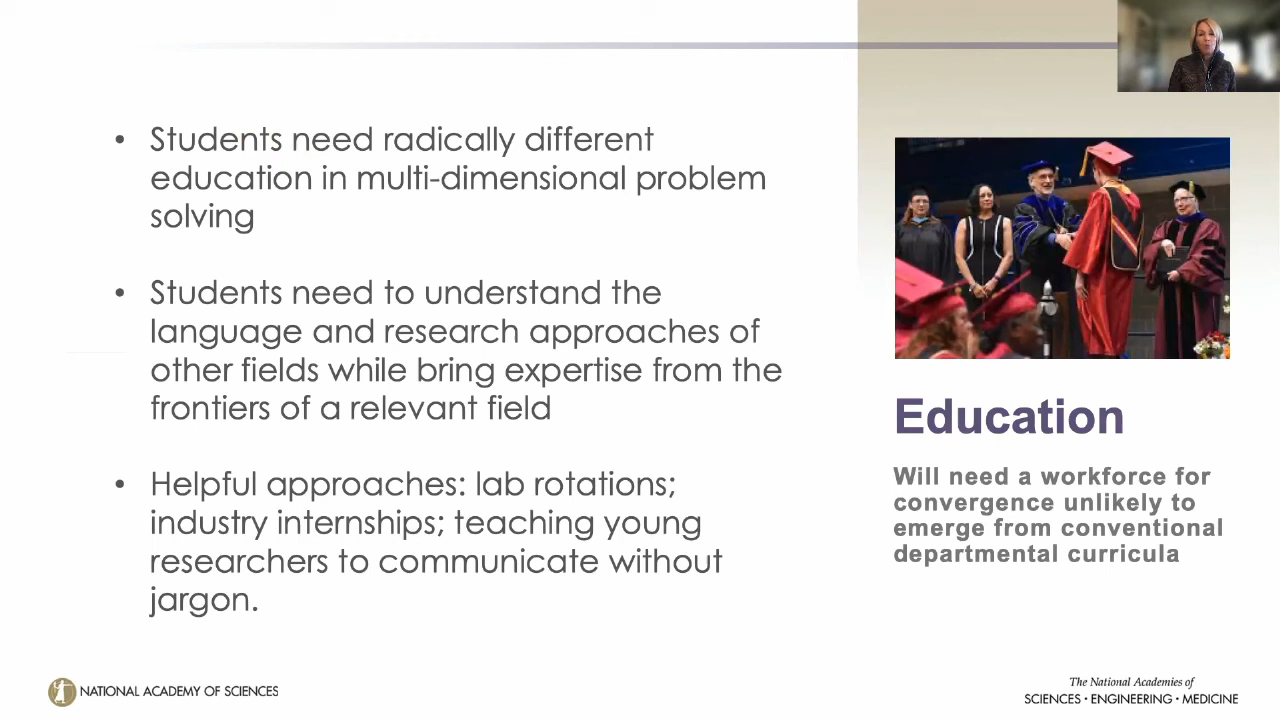 • Students need radically different
education in multi-dimensional problem
solving
• Students need to understand the
language and research approaches of
other fields while bring expertise from the
frontiers of a relevant field
• Helpful approaches: lab rotations;
industry internships; teaching young
researchers to communicate without
jargon.
Education
Will need a workforce for
convergence unlikely to
emerge from conventional
departmental curricula
NATIONAL ACADEMY OF SCIENCES
The National Academies of
SCIENCES • ENGINEERING • MEDICINE